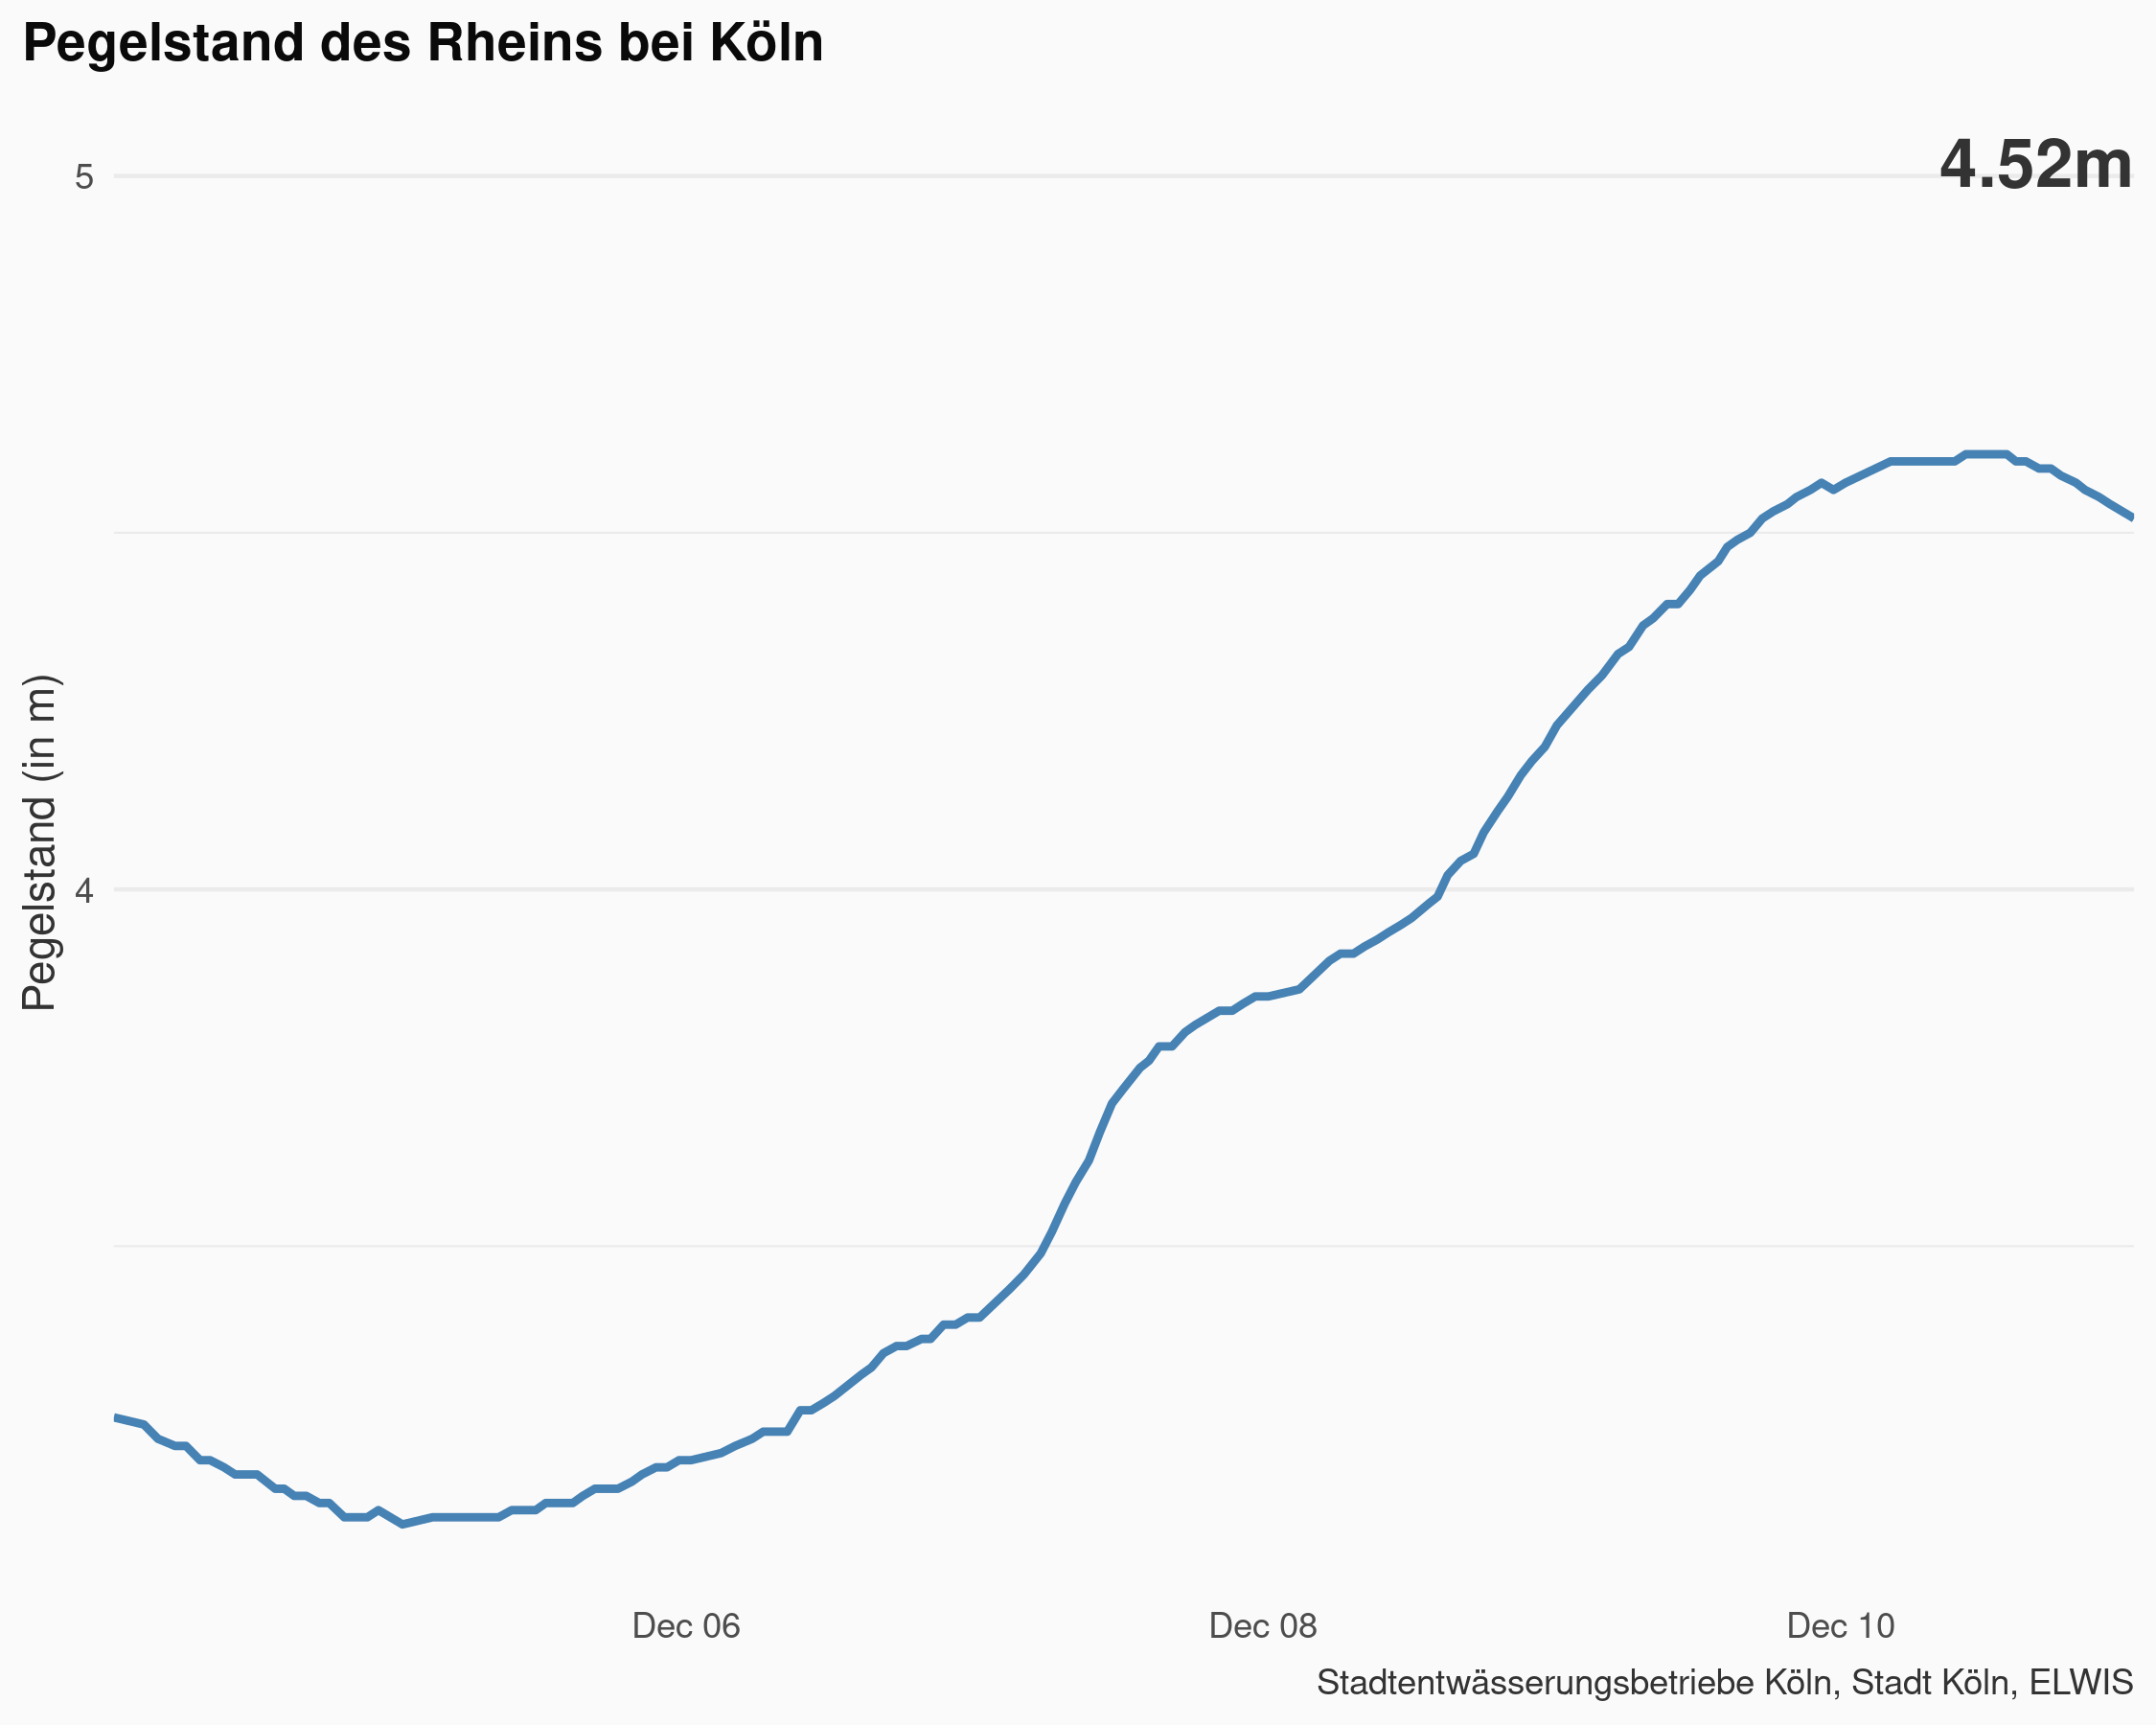 Pegelstand des Rheins bei Köln
4.52m
5
4
Pegelstand (in m)
Dec 06 Dec 08 Dec 10
Stadtentwässerungsbetriebe Köln, Stadt Köln, ELWIS